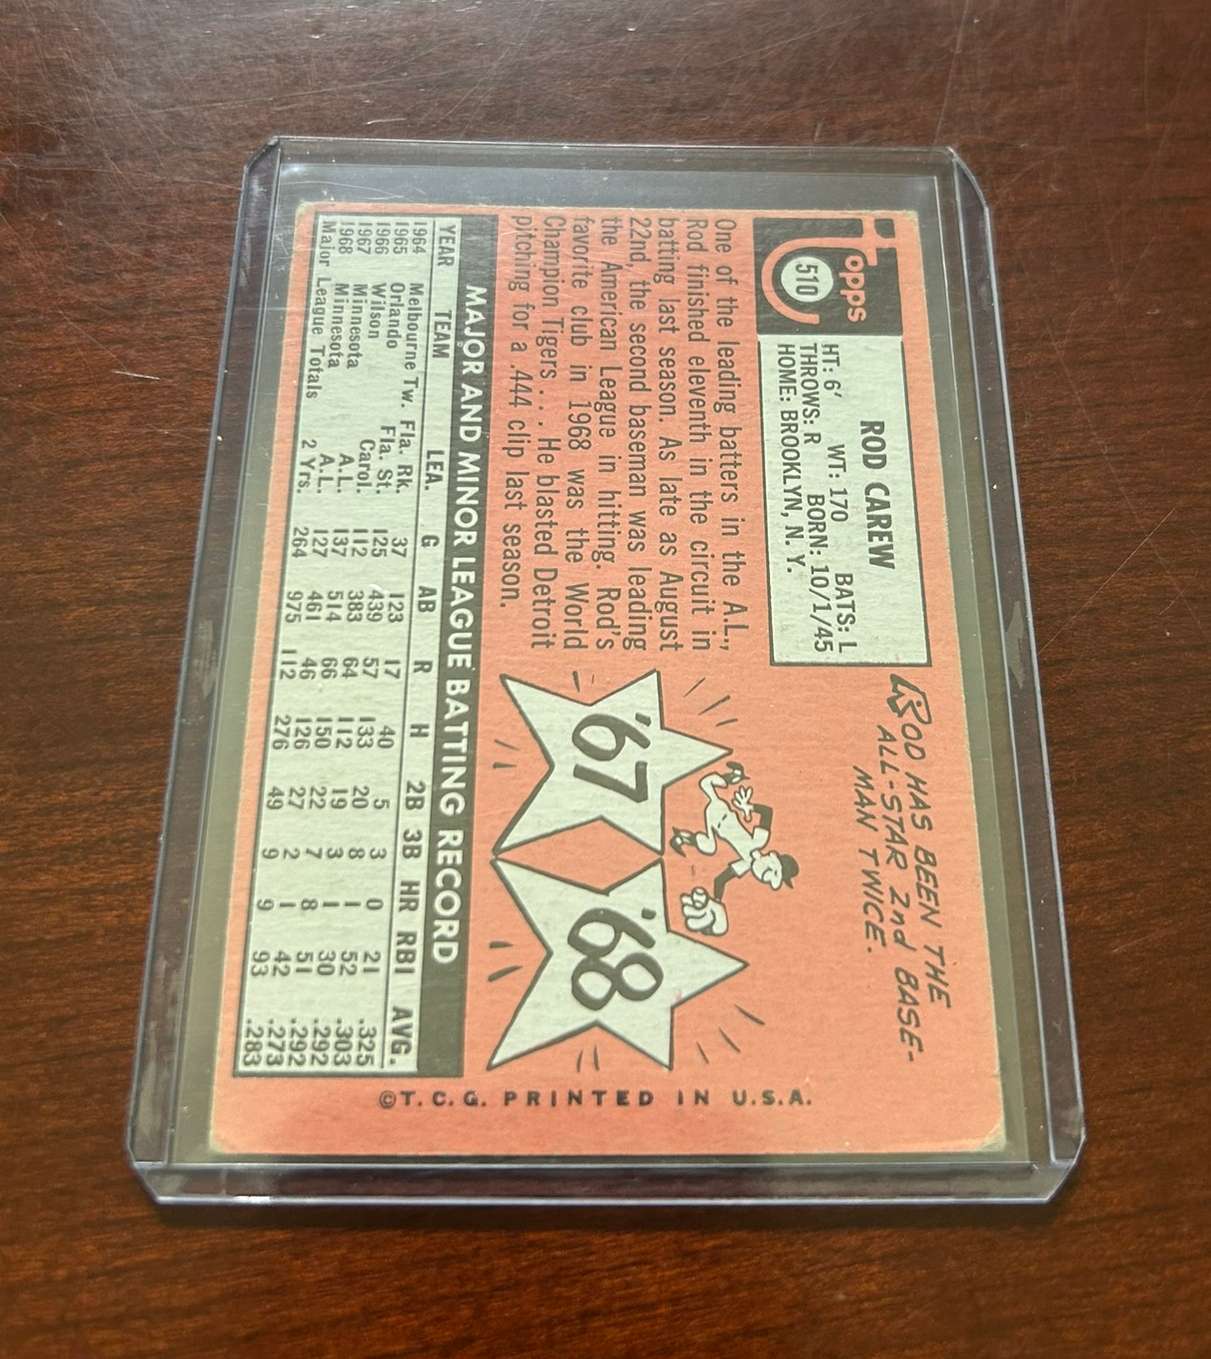 Topps
510
ROD CAREW
HT: 6' WT: 170 BATS: L
THROWS: R BORN: 10/1/45
HOME: BROOKLYN, N. Y.
ROD HAS BEEN THE
ALL-STAR 2nd BASE-
MAN TWICE.
One of the leading batters in the A.L.,
Rod finished eleventh in the circuit in
batting last season. As late as August
22nd, the second baseman was leading
the American League in hitting. Rod's
favorite club in 1968 was the World
Champion Tigers . . . He blasted Detroit
pitching for a .444 clip last season.
'67
'68
MAJOR AND MINOR LEAGUE BATTING RECORD
YEAR TEAM LEA. G AB R H 2B 3B HR RBI AVG.
1964 Melbourne Tw. Fla. Rk. 37 123 17 40 5 3 0 21 .325
1965 Orlando Fla. St. 125 439 57 133 20 8 1 52 .303
1966 Wilson Carol. 112 383 64 112 19 3 1 30 .292
1967 Minnesota A.L. 137 514 66 150 22 7 8 51 .292
1968 Minnesota A.L. 127 461 46 126 27 2 1 42 .273
Major League Totals 2 Yrs. 264 975 112 276 49 9 9 93 .283
©T.C.G. PRINTED IN U.S.A.